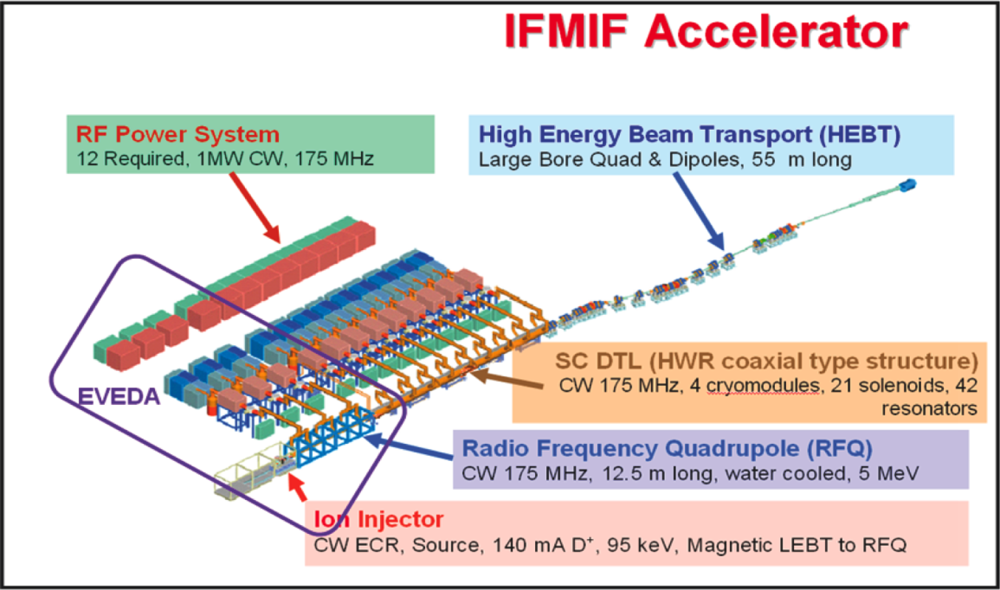 IFMIF Accelerator
RF Power System
12 Required, 1MW CW, 175 MHz
High Energy Beam Transport (HEBT)
Large Bore Quad & Dipoles, 55 m long
EVEDA
SC DTL (HWR coaxial type structure)
CW 175 MHz, 4 cryomodules, 21 solenoids, 42
resonators
Radio Frequency Quadrupole (RFQ)
CW 175 MHz, 12.5 m long, water cooled, 5 MeV
Ion Injector
CW ECR, Source, 140 mA D⁺, 95 keV, Magnetic LEBT to RFQ